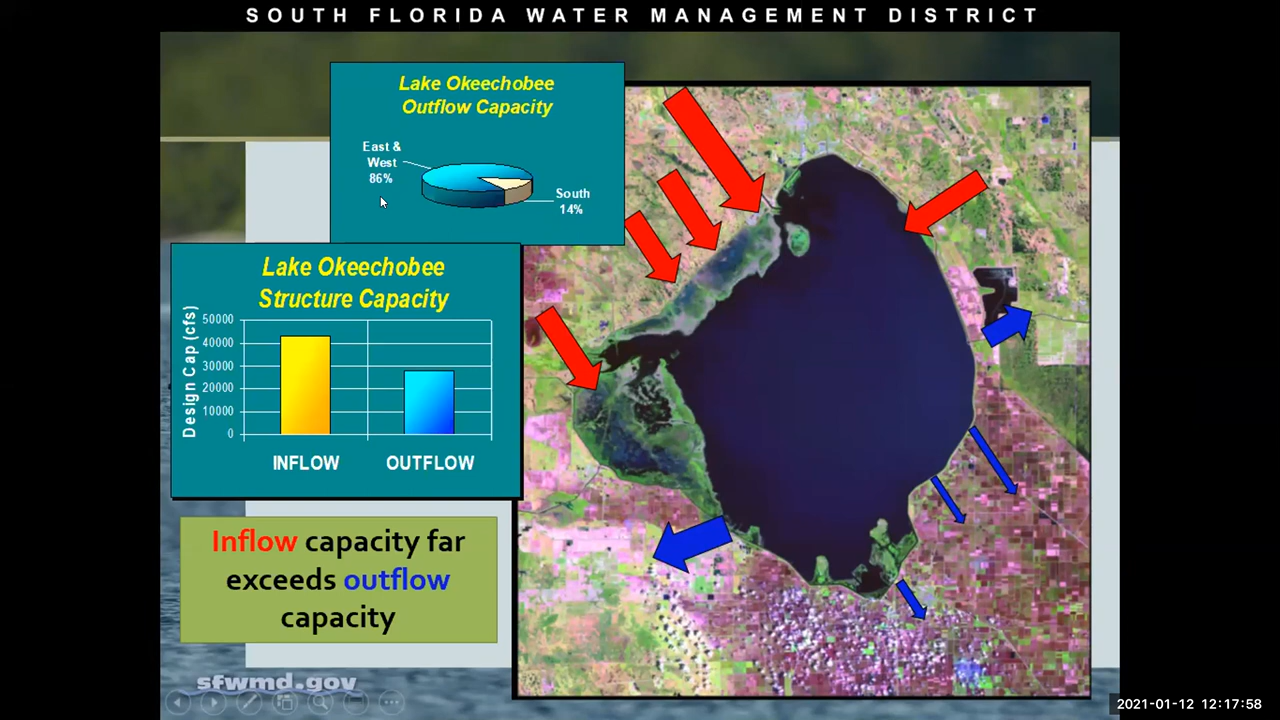 SOUTH FLORIDA WATER MANAGEMENT DISTRICT
Lake Okeechobee
Outflow Capacity
East &
West
86%
South
14%
Lake Okeechobee
Structure Capacity
Design Cap (cfs)
50000
40000
30000
20000
10000
0
INFLOW OUTFLOW
Inflow capacity far
exceeds outflow
capacity
sfwmd.gov
2021-01-12 12:17:58